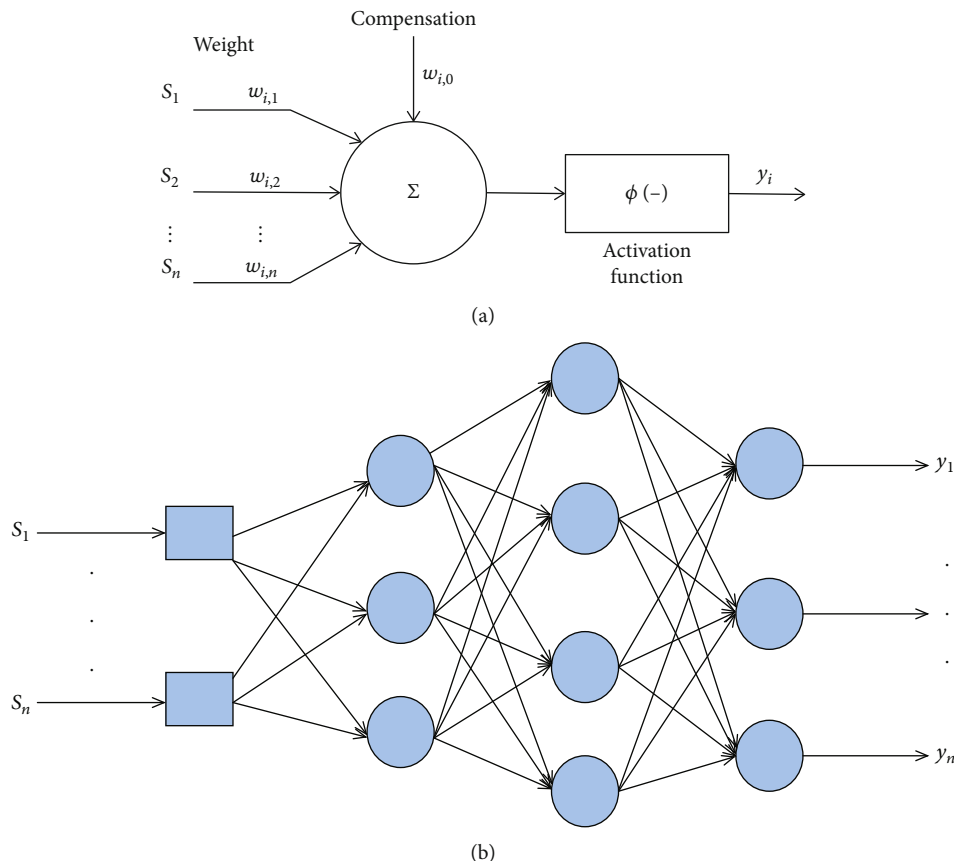 Compensation
Weight
w_{i,0}
S_1 w_{i,1}
S_2 w_{i,2}
Σ
ϕ (–)
y_i
⋮ ⋮
S_n w_{i,n}
Activation
function
(a)
S_1
y_1
.
.
.
.
.
.
S_n
y_n
(b)